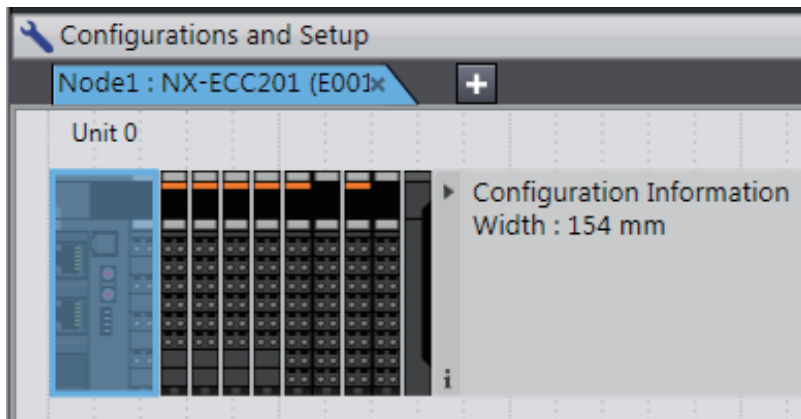 Configurations and Setup
Node1 : NX-ECC201 (E001
Unit 0
Configuration Information
Width : 154 mm